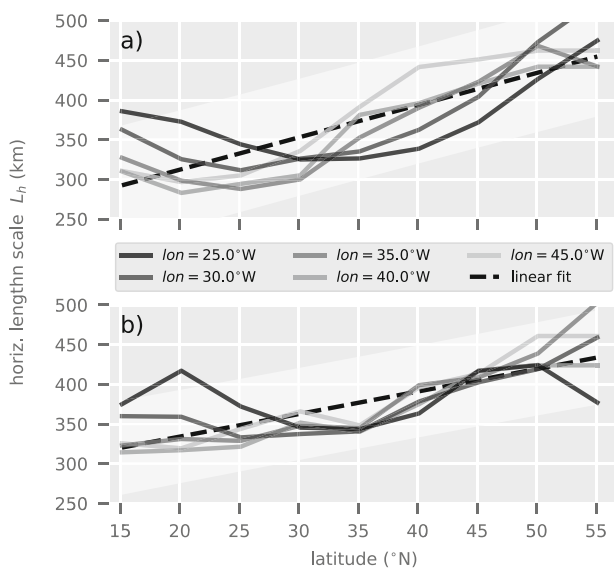 500
a)
450
400
350
300
250
horiz. lengthn scale L_h (km)
lon = 25.0°W
lon = 35.0°W
lon = 45.0°W
lon = 30.0°W
lon = 40.0°W
linear fit
500
b)
450
400
350
300
250
15 20 25 30 35 40 45 50 55
latitude (°N)